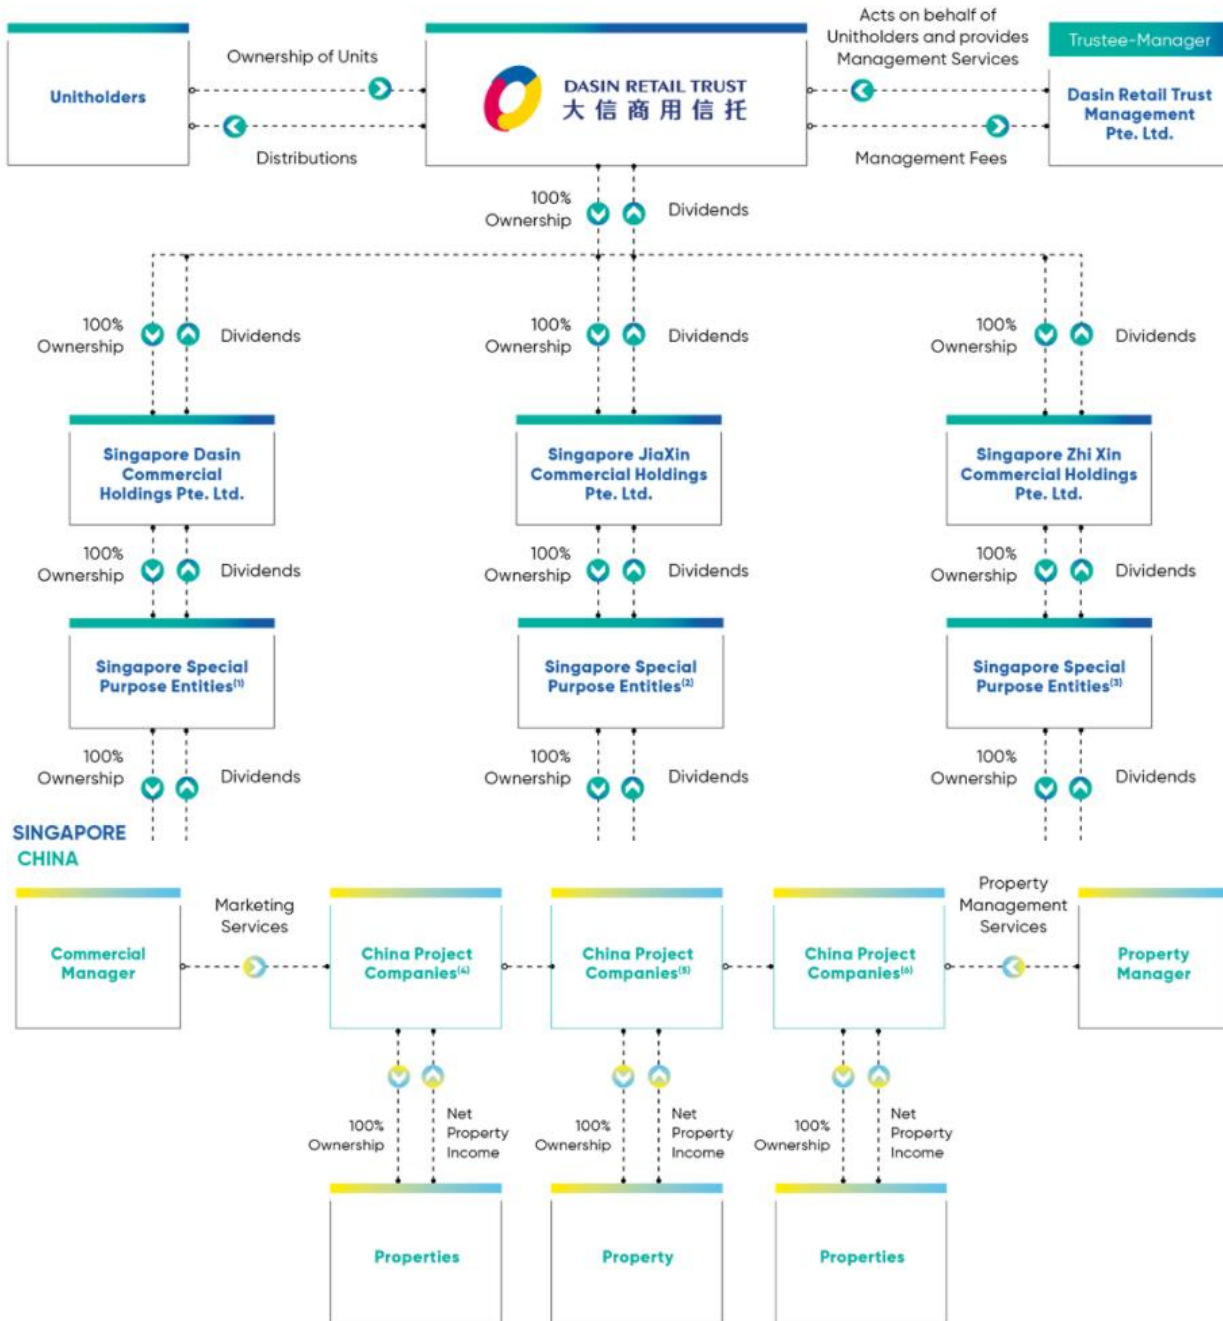 Unitholders
Ownership of Units
Distributions
DASIN RETAIL TRUST
大信商用信托
Acts on behalf of
Unitholders and provides
Management Services
Management Fees
Trustee-Manager
Dasin Retail Trust
Management
Pte. Ltd.
100%
Ownership
Dividends
100%
Ownership
Dividends
100%
Ownership
Dividends
100%
Ownership
Dividends
Singapore Dasin
Commercial
Holdings Pte. Ltd.
Singapore JiaXin
Commercial Holdings
Pte. Ltd.
Singapore Zhi Xin
Commercial Holdings
Pte. Ltd.
100%
Ownership
Dividends
100%
Ownership
Dividends
100%
Ownership
Dividends
Singapore Special
Purpose Entities(1)
Singapore Special
Purpose Entities(2)
Singapore Special
Purpose Entities(3)
100%
Ownership
Dividends
100%
Ownership
Dividends
100%
Ownership
Dividends
SINGAPORE
CHINA
Commercial
Manager
Marketing
Services
China Project
Companies(4)
China Project
Companies(5)
China Project
Companies(6)
Property
Management
Services
Property
Manager
100%
Ownership
Net
Property
Income
100%
Ownership
Net
Property
Income
100%
Ownership
Net
Property
Income
Properties
Property
Properties